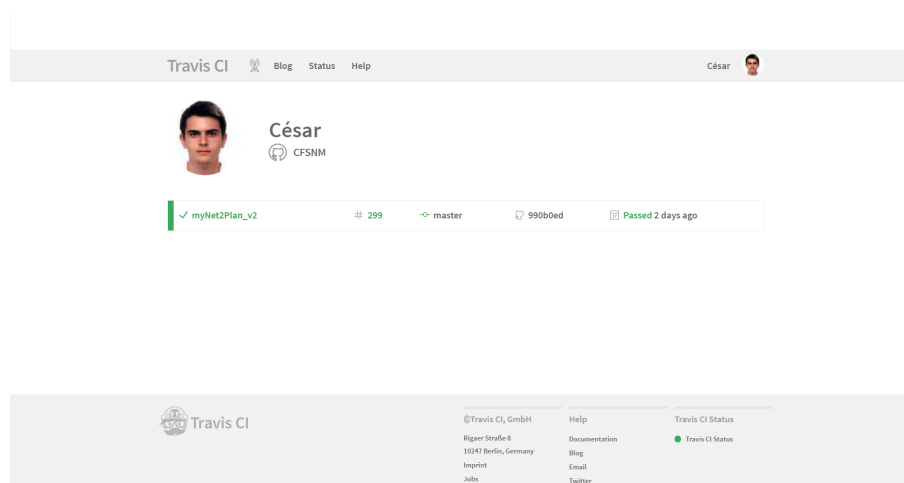 Travis CI Blog Status Help César
César
CFSNM
myNet2Plan_v2 # 299 master 990b0ed Passed 2 days ago
Travis CI
©Travis CI, GmbH
Rigaer Straße 8
10247 Berlin, Germany
Imprint
Jobs
Help
Documentation
Blog
Email
Twitter
Travis CI Status
Travis CI Status